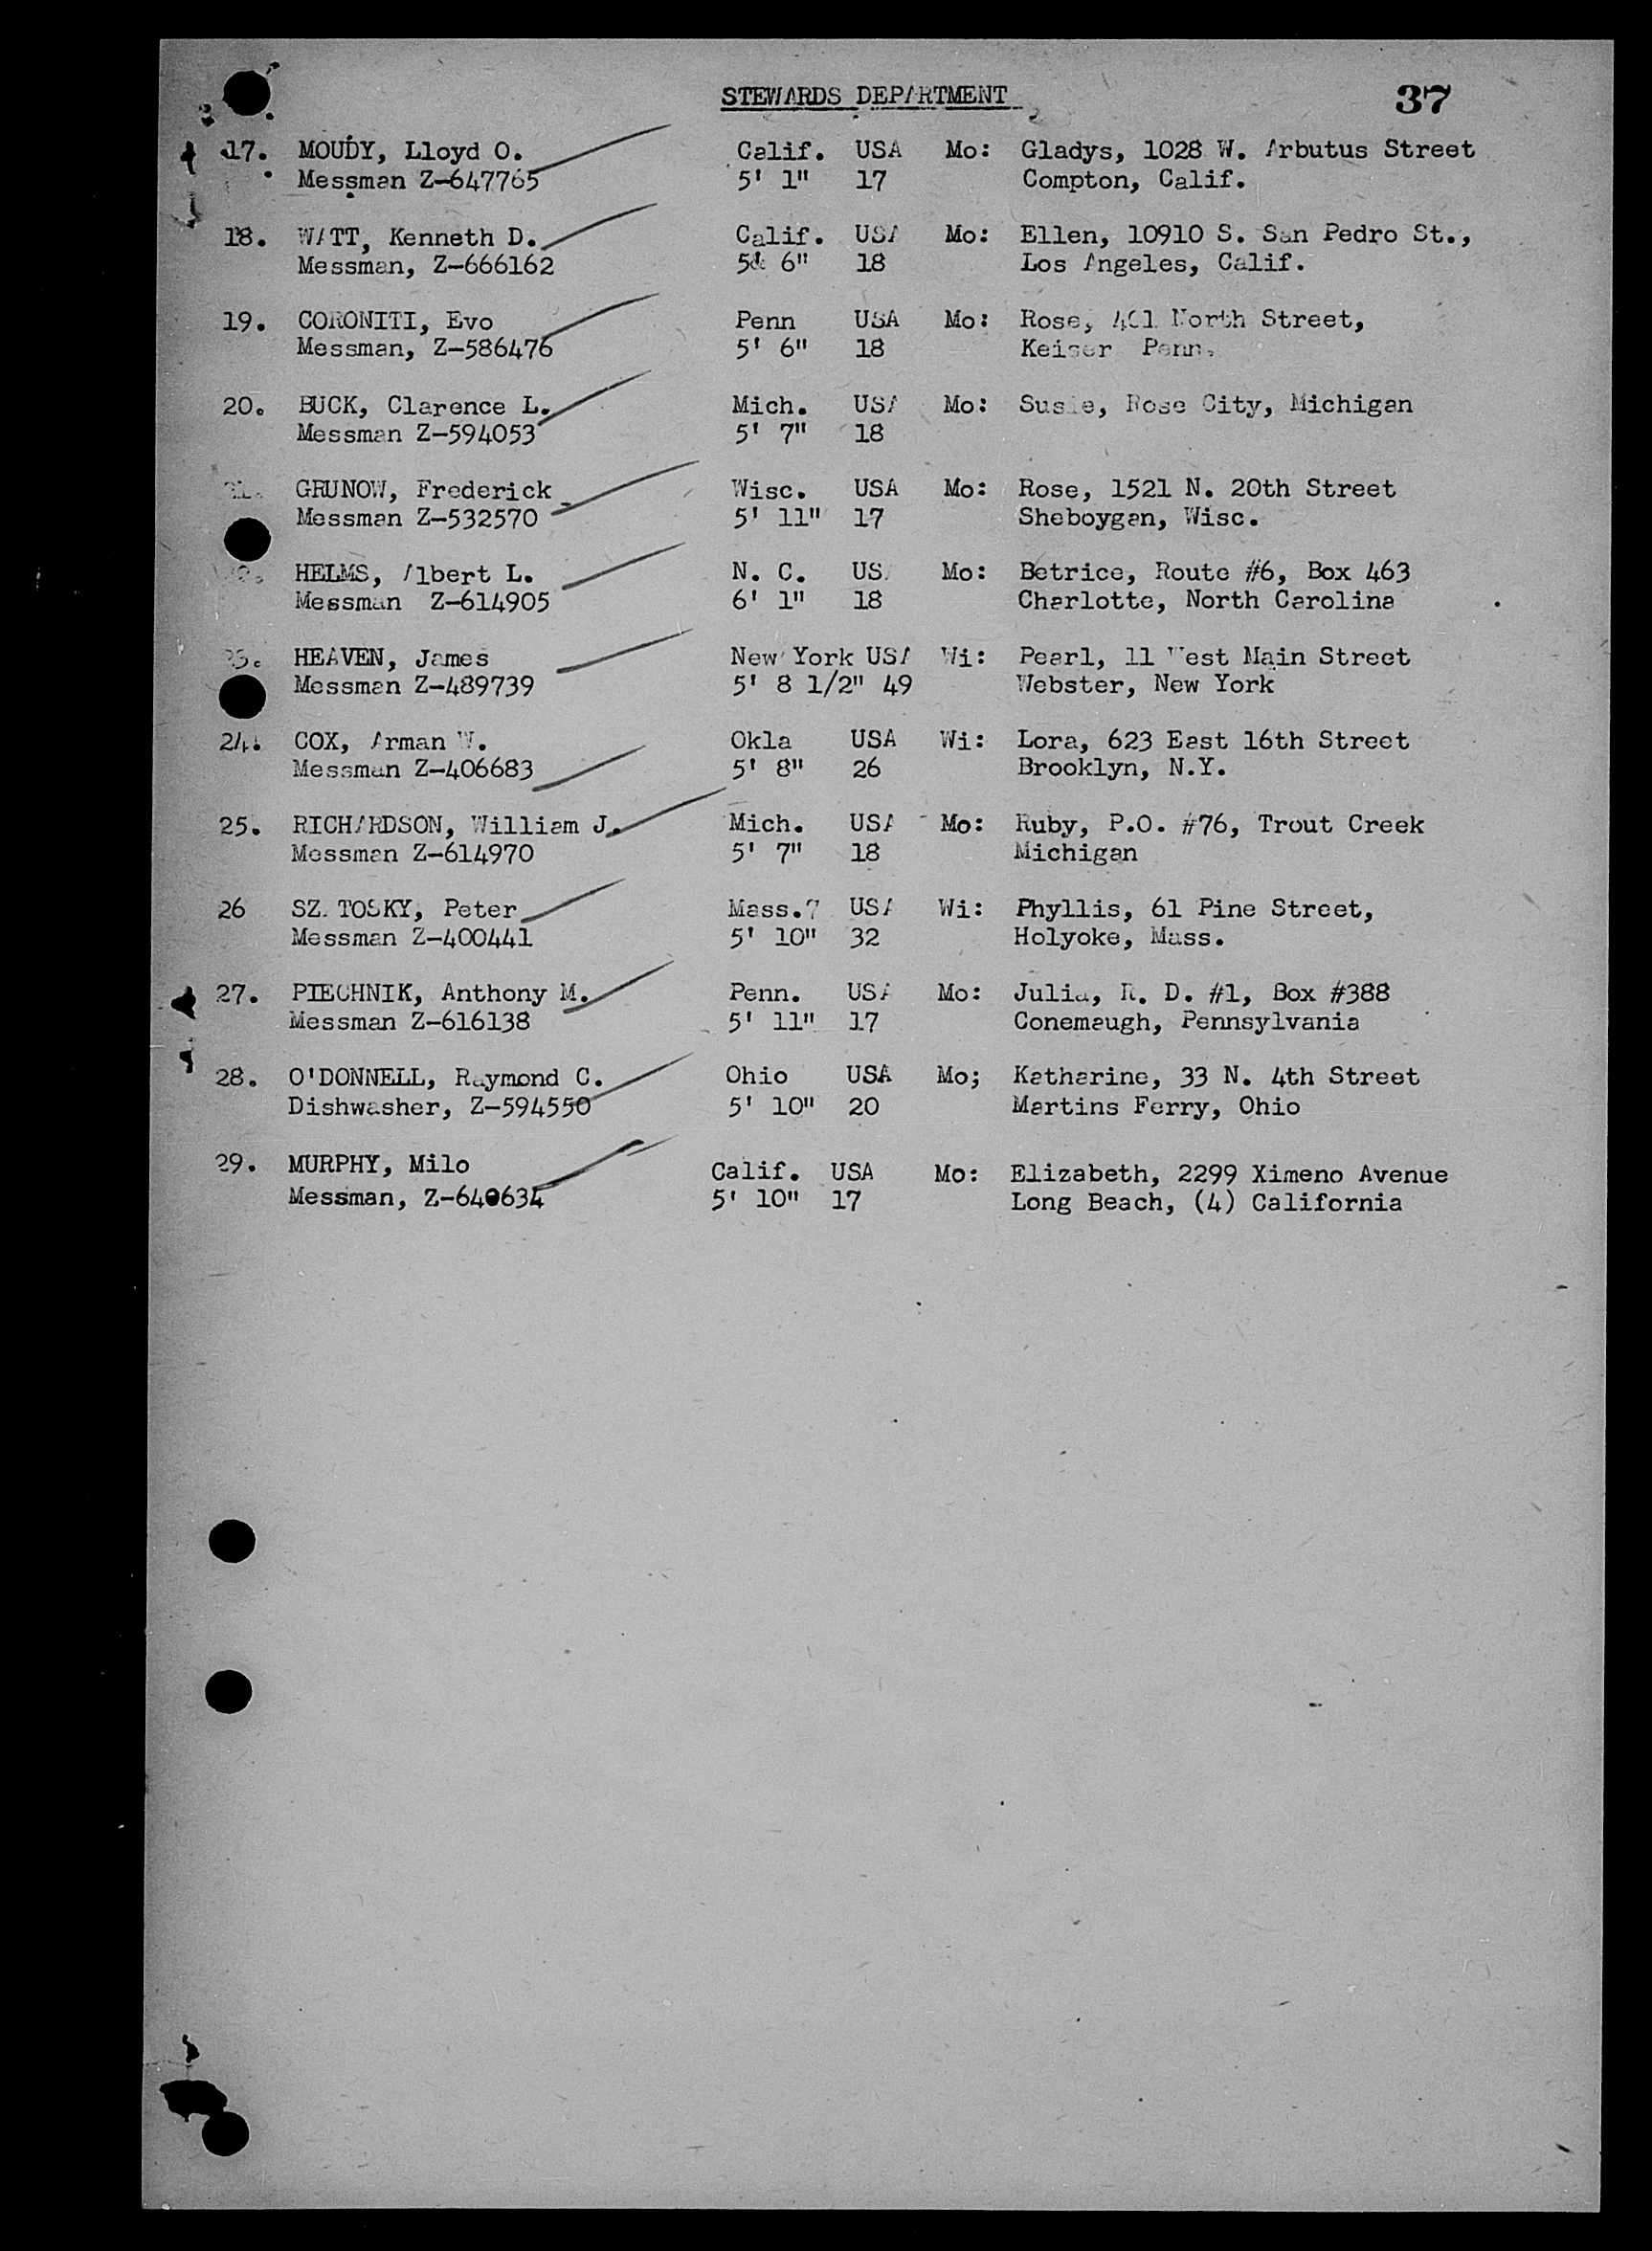 STEWARDS DEPARTMENT 37
17. MOUDY, Lloyd O. Calif. USA Mo: Gladys, 1028 W. Arbutus Street
Messman Z-647765 5' 1" 17 Compton, Calif.
18. WATT, Kenneth D. Calif. USA Mo: Ellen, 10910 S. San Pedro St.,
Messman, Z-666162 5' 6" 18 Los Angeles, Calif.
19. CORONITI, Evo Penn USA Mo: Rose, 401 North Street,
Messman, Z-586476 5' 6" 18 Keiser Penn.
20. BUCK, Clarence L. Mich. USA Mo: Susie, Rose City, Michigan
Messman Z-594053 5' 7" 18
21. GRUNOW, Frederick Wisc. USA Mo: Rose, 1521 N. 20th Street
Messman Z-532570 5' 11" 17 Sheboygan, Wisc.
22. HELMS, Albert L. N. C. USA Mo: Betrice, Route #6, Box 463
Messman Z-614905 6' 1" 18 Charlotte, North Carolina
23. HEAVEN, James New York USA Wi: Pearl, 11 West Main Street
Messman Z-489739 5' 8 1/2" 49 Webster, New York
24. COX, Arman W. Okla USA Wi: Lora, 623 East 16th Street
Messman Z-406683 5' 8" 26 Brooklyn, N.Y.
25. RICHARDSON, William J. Mich. USA Mo: Ruby, P.O. #76, Trout Creek
Messman Z-614970 5' 7" 18 Michigan
26 SZATOSKY, Peter Mass. USA Wi: Phyllis, 61 Pine Street,
Messman Z-400441 5' 10" 32 Holyoke, Mass.
27. PIECHNIK, Anthony M. Penn. USA Mo: Julia, R. D. #1, Box #388
Messman Z-616138 5' 11" 17 Conemaugh, Pennsylvania
28. O'DONNELL, Raymond C. Ohio USA Mo; Katharine, 33 N. 4th Street
Dishwasher, Z-594550 5' 10" 20 Martins Ferry, Ohio
29. MURPHY, Milo Calif. USA Mo: Elizabeth, 2299 Ximeno Avenue
Messman, Z-640634 5' 10" 17 Long Beach, (4) California